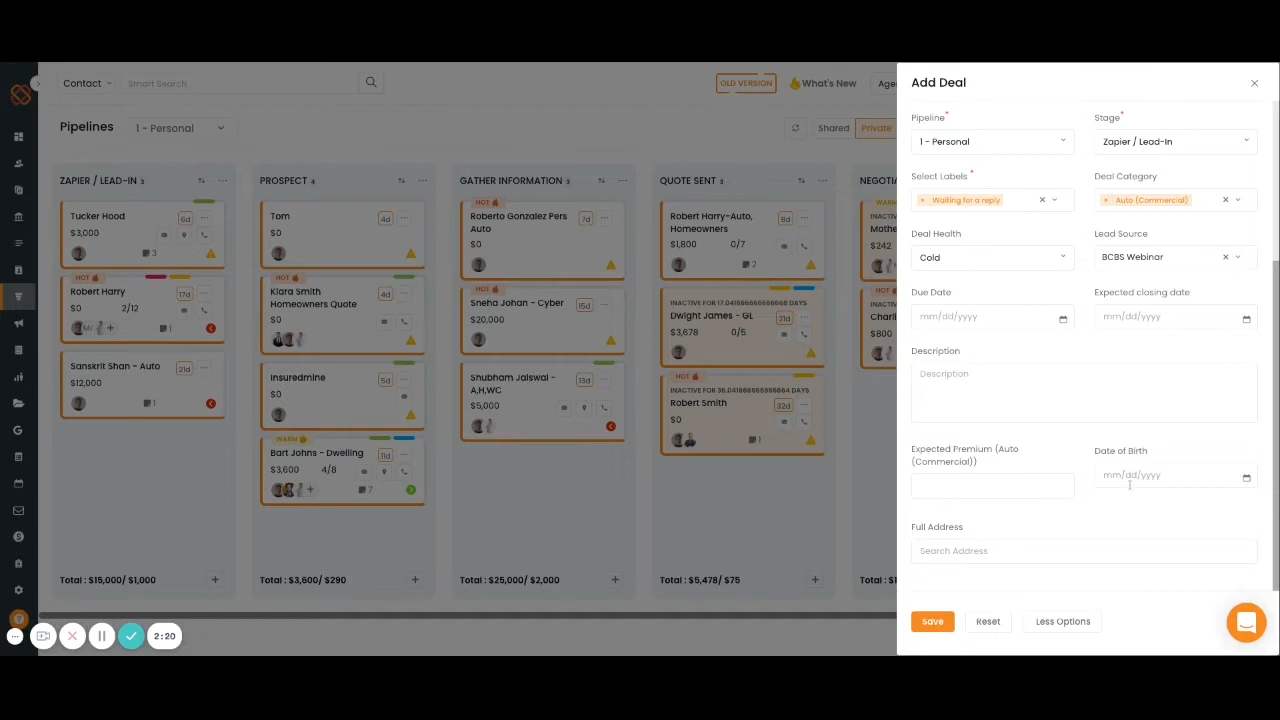 Contact
Smart Search
OLD VERSION
What's New
Pipelines
1 - Personal
Shared
Private
ZAPIER / LEAD-IN 3
Tucker Hood
6d
$3,000
3
HOT
Robert Harry
17d
$0
2/12
1
Sanskrit Shan - Auto
21d
$12,000
1
Total : $15,000/ $1,000
PROSPECT 4
Tom
4d
$0
Klara Smith
Homeowners Quote
4d
$0
Insuredmine
5d
$0
WARM
Bart Johns - Dwelling
11d
$3,600
4/8
7
Total : $3,600/ $290
GATHER INFORMATION 3
HOT
Roberto Gonzalez Pers
Auto
7d
$0
HOT
Sneha Johan - Cyber
15d
$20,000
Shubham Jaiswal -
A,H,WC
13d
$5,000
Total : $25,000/ $2,000
QUOTE SENT 3
Robert Harry-Auto,
Homeowners
8d
$1,800
0/7
2
INACTIVE FOR 17.041666666666668 DAYS
Dwight James - GL
21d
$3,678
0/5
HOT
INACTIVE FOR 36.041666666666664 DAYS
Robert Smith
32d
$0
1
Total : $5,478/ $75
$242
HOT
$800
2:20
Add Deal
Pipeline*
1 - Personal
Stage*
Zapier / Lead-In
Select Labels*
× Waiting for a reply
Deal Category
× Auto (Commercial)
Deal Health
Cold
Lead Source
BCBS Webinar
Due Date
mm/dd/yyyy
Expected closing date
mm/dd/yyyy
Description
Description
Expected Premium (Auto
(Commercial))
Date of Birth
mm/dd/yyyy
Full Address
Search Address
Save
Reset
Less Options